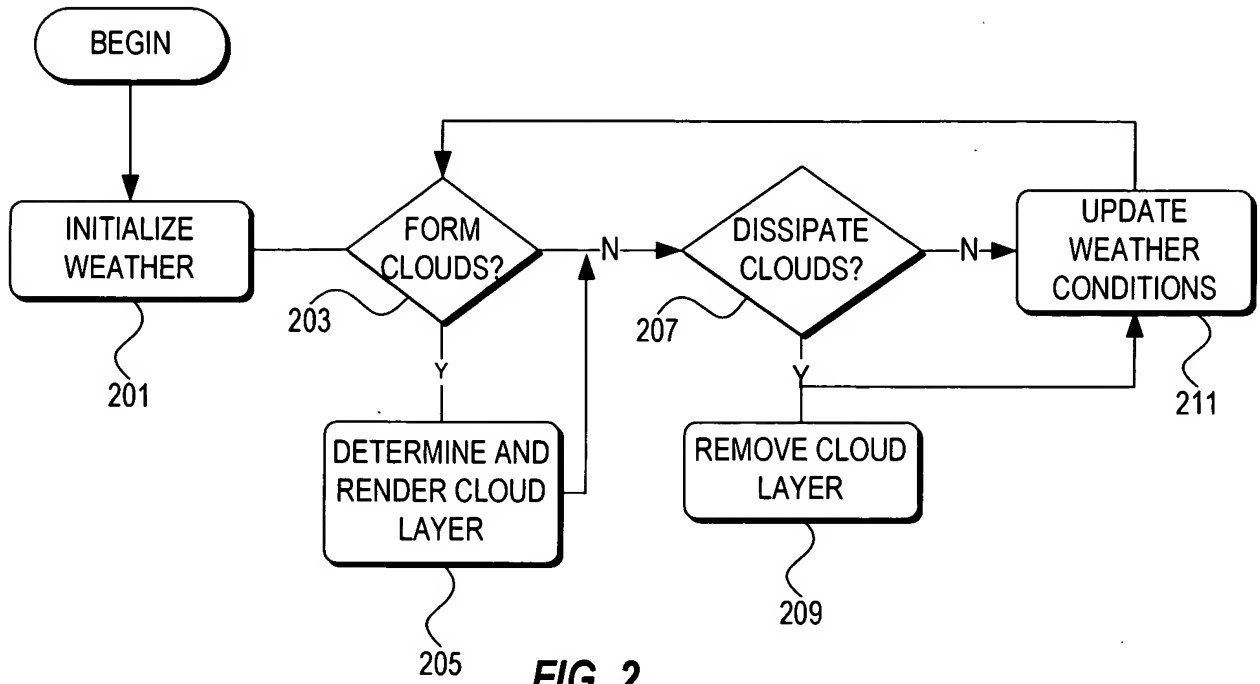 BEGIN
INITIALIZE
WEATHER
201
FORM
CLOUDS?
203
Y
N
DETERMINE AND
RENDER CLOUD
LAYER
205
DISSIPATE
CLOUDS?
207
Y
N
REMOVE CLOUD
LAYER
209
UPDATE
WEATHER
CONDITIONS
211
FIG. 2